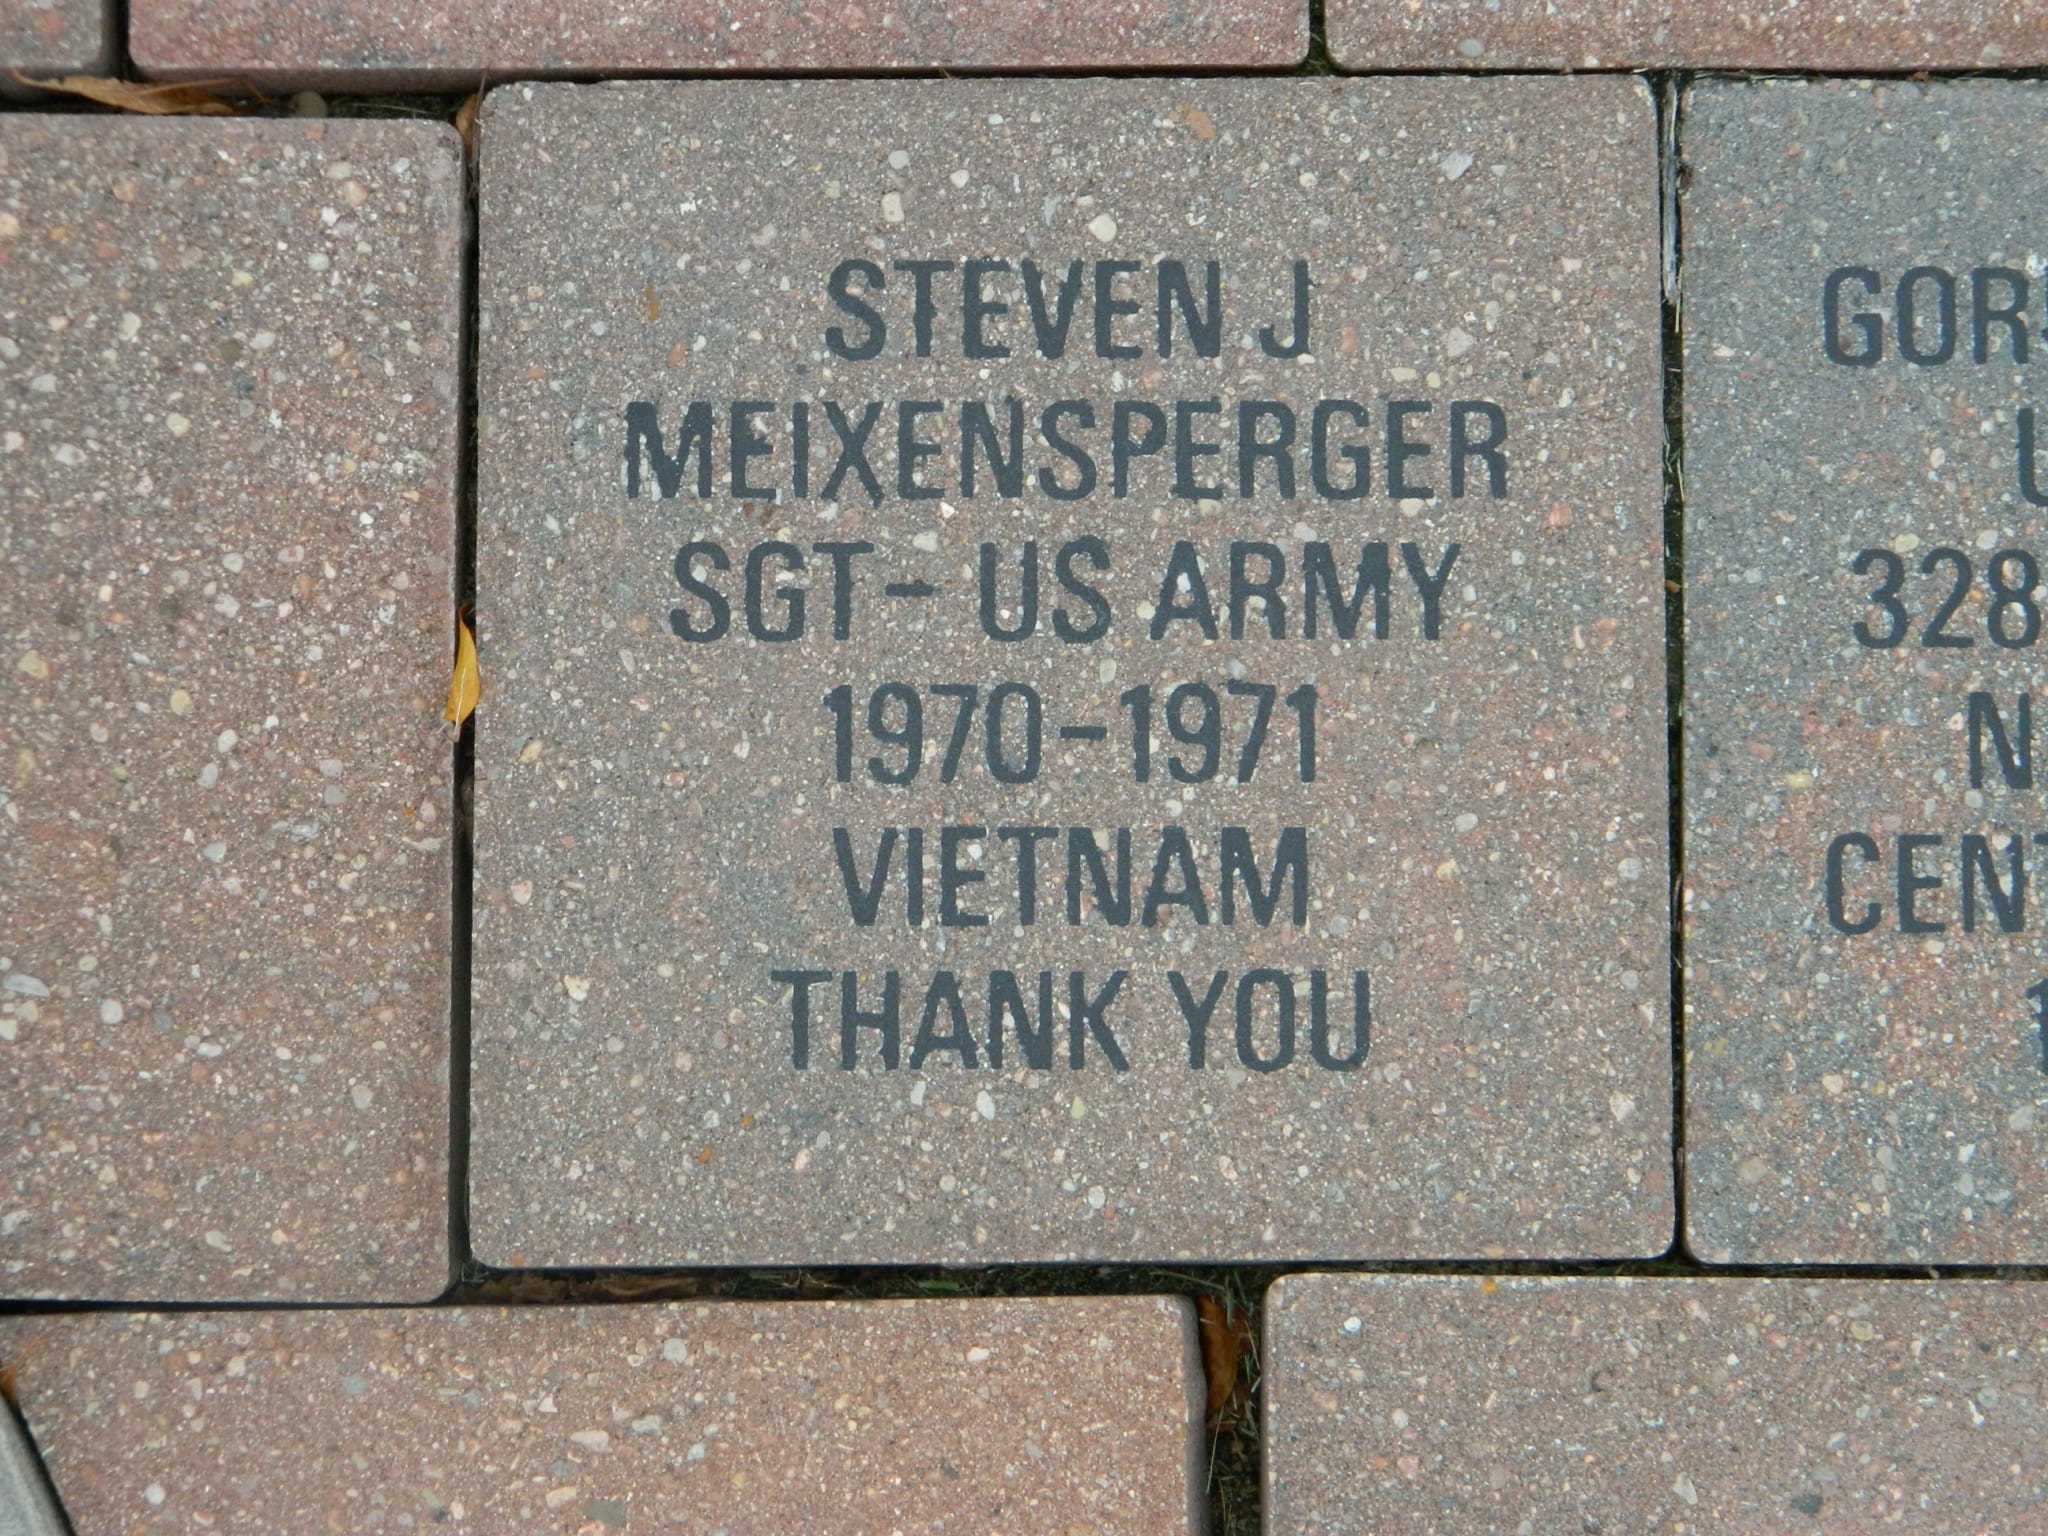 STEVEN J
MEIXENSPERGER
SGT - US ARMY
1970-1971
VIETNAM
THANK YOU
328